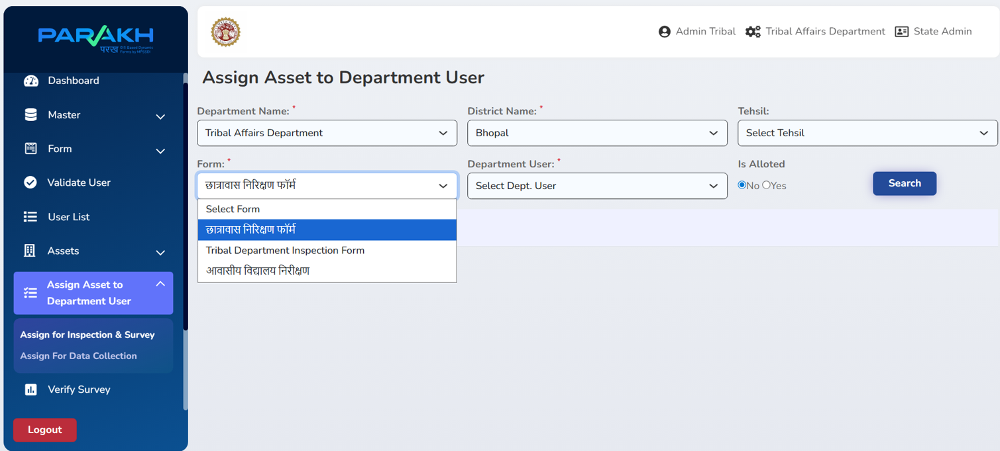 PARAKH
परख GIS Based Dynamic Forms by MPSSDI
Dashboard
Master
Form
Validate User
User List
Assets
Assign Asset to
Department User
Assign for Inspection & Survey
Assign For Data Collection
Verify Survey
Logout
Admin Tribal Tribal Affairs Department State Admin
Assign Asset to Department User
Department Name: * District Name: * Tehsil:
Tribal Affairs Department Bhopal Select Tehsil
Form: * Department User: * Is Alloted
छात्रावास निरिक्षण फॉर्म Select Dept. User No Yes Search
Select Form
छात्रावास निरिक्षण फॉर्म
Tribal Department Inspection Form
आवासीय विद्यालय निरीक्षण